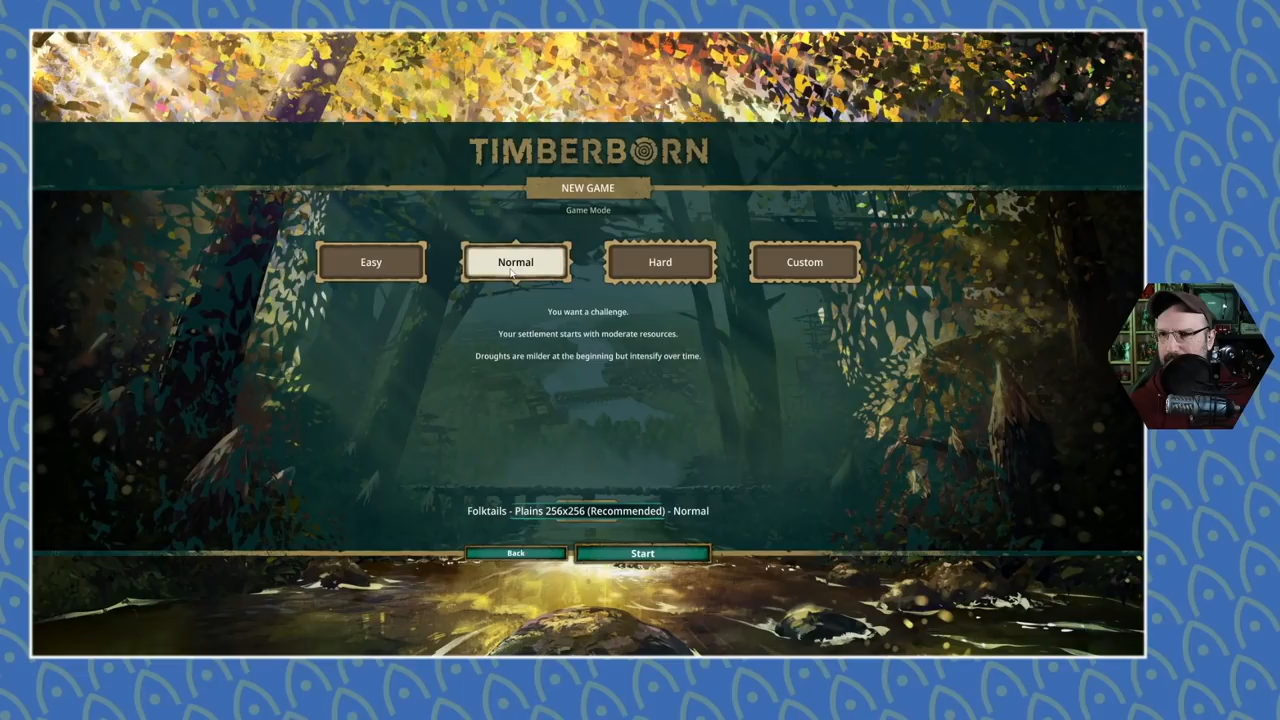 TIMBERBORN
NEW GAME
Game Mode
Easy
Normal
Hard
Custom
You want a challenge.
Your settlement starts with moderate resources.
Droughts are milder at the beginning but intensify over time.
Folktails - Plains 256x256 (Recommended) - Normal
Back
Start